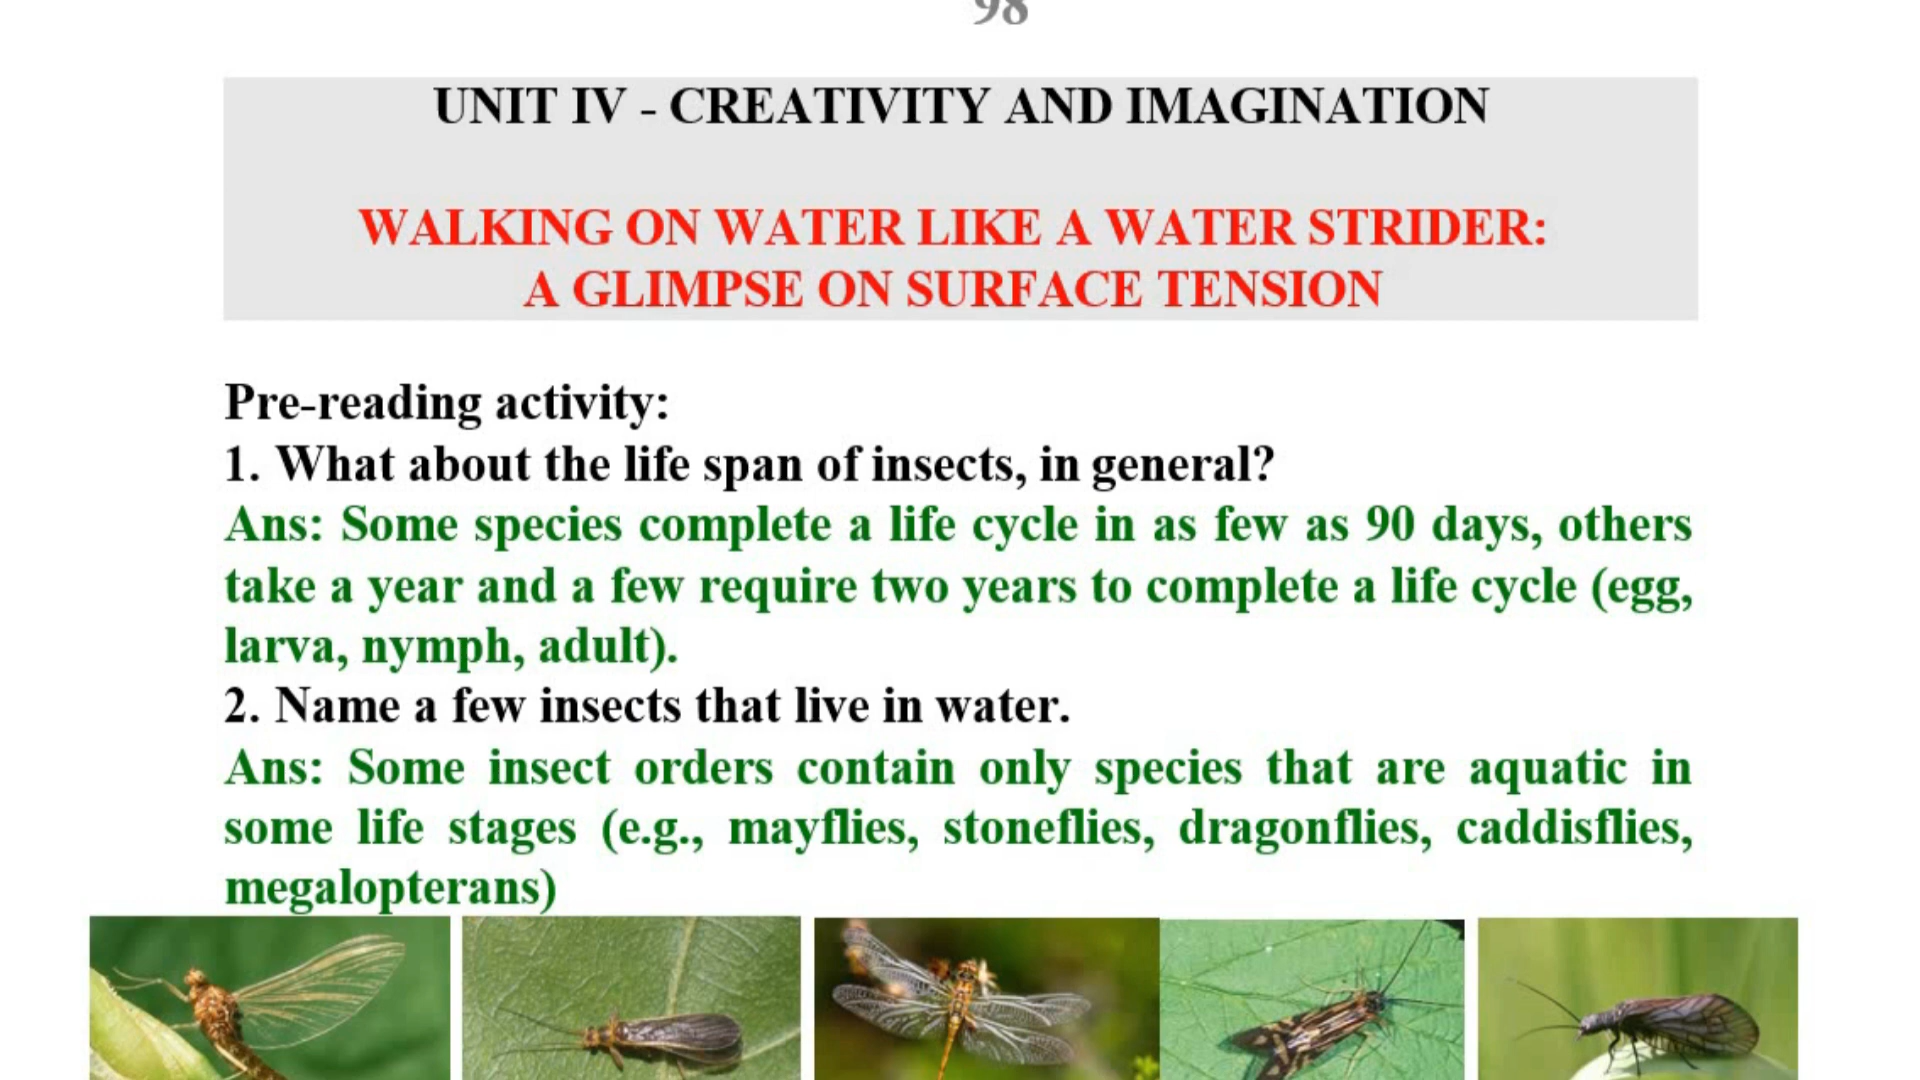 98
UNIT IV - CREATIVITY AND IMAGINATION
WALKING ON WATER LIKE A WATER STRIDER:
A GLIMPSE ON SURFACE TENSION
Pre-reading activity:
1. What about the life span of insects, in general?
Ans: Some species complete a life cycle in as few as 90 days, others
take a year and a few require two years to complete a life cycle (egg,
larva, nymph, adult).
2. Name a few insects that live in water.
Ans: Some insect orders contain only species that are aquatic in
some life stages (e.g., mayflies, stoneflies, dragonflies, caddisflies,
megalopterans)